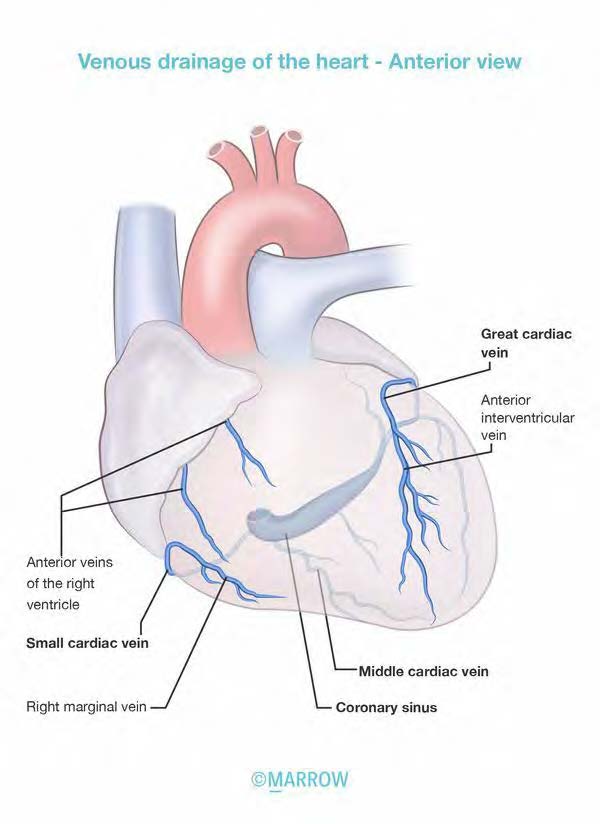 Venous drainage of the heart - Anterior view
Great cardiac
vein
Anterior
interventricular
vein
Anterior veins
of the right
ventricle
Small cardiac vein
Middle cardiac vein
Right marginal vein
Coronary sinus
©MARROW